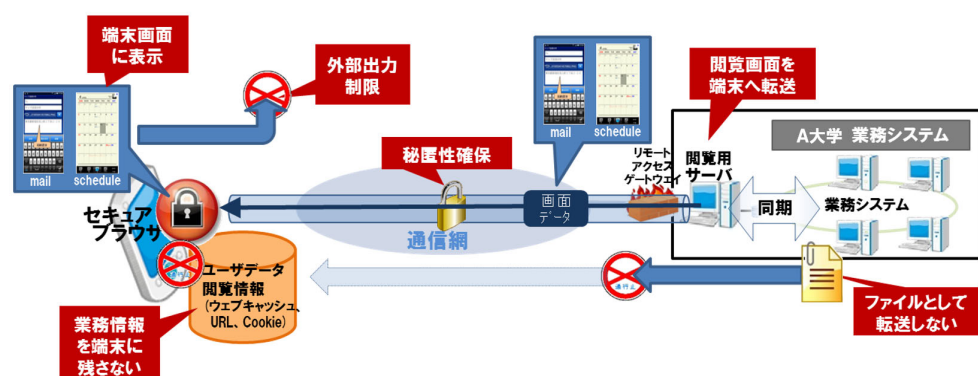 端末画面
に表示
外部出力
制限
mail
schedule
セキュア
ブラウザ
秘匿性確保
通信網
画面
データ
mail
schedule
リモート
アクセス
ゲートウェイ
閲覧画面を
端末へ転送
閲覧用
サーバ
A大学 業務システム
同期
業務システム
ユーザデータ
閲覧情報
(ウェブキャッシュ、
URL、Cookie)
業務情報
を端末に
残さない
ファイルとして
転送しない